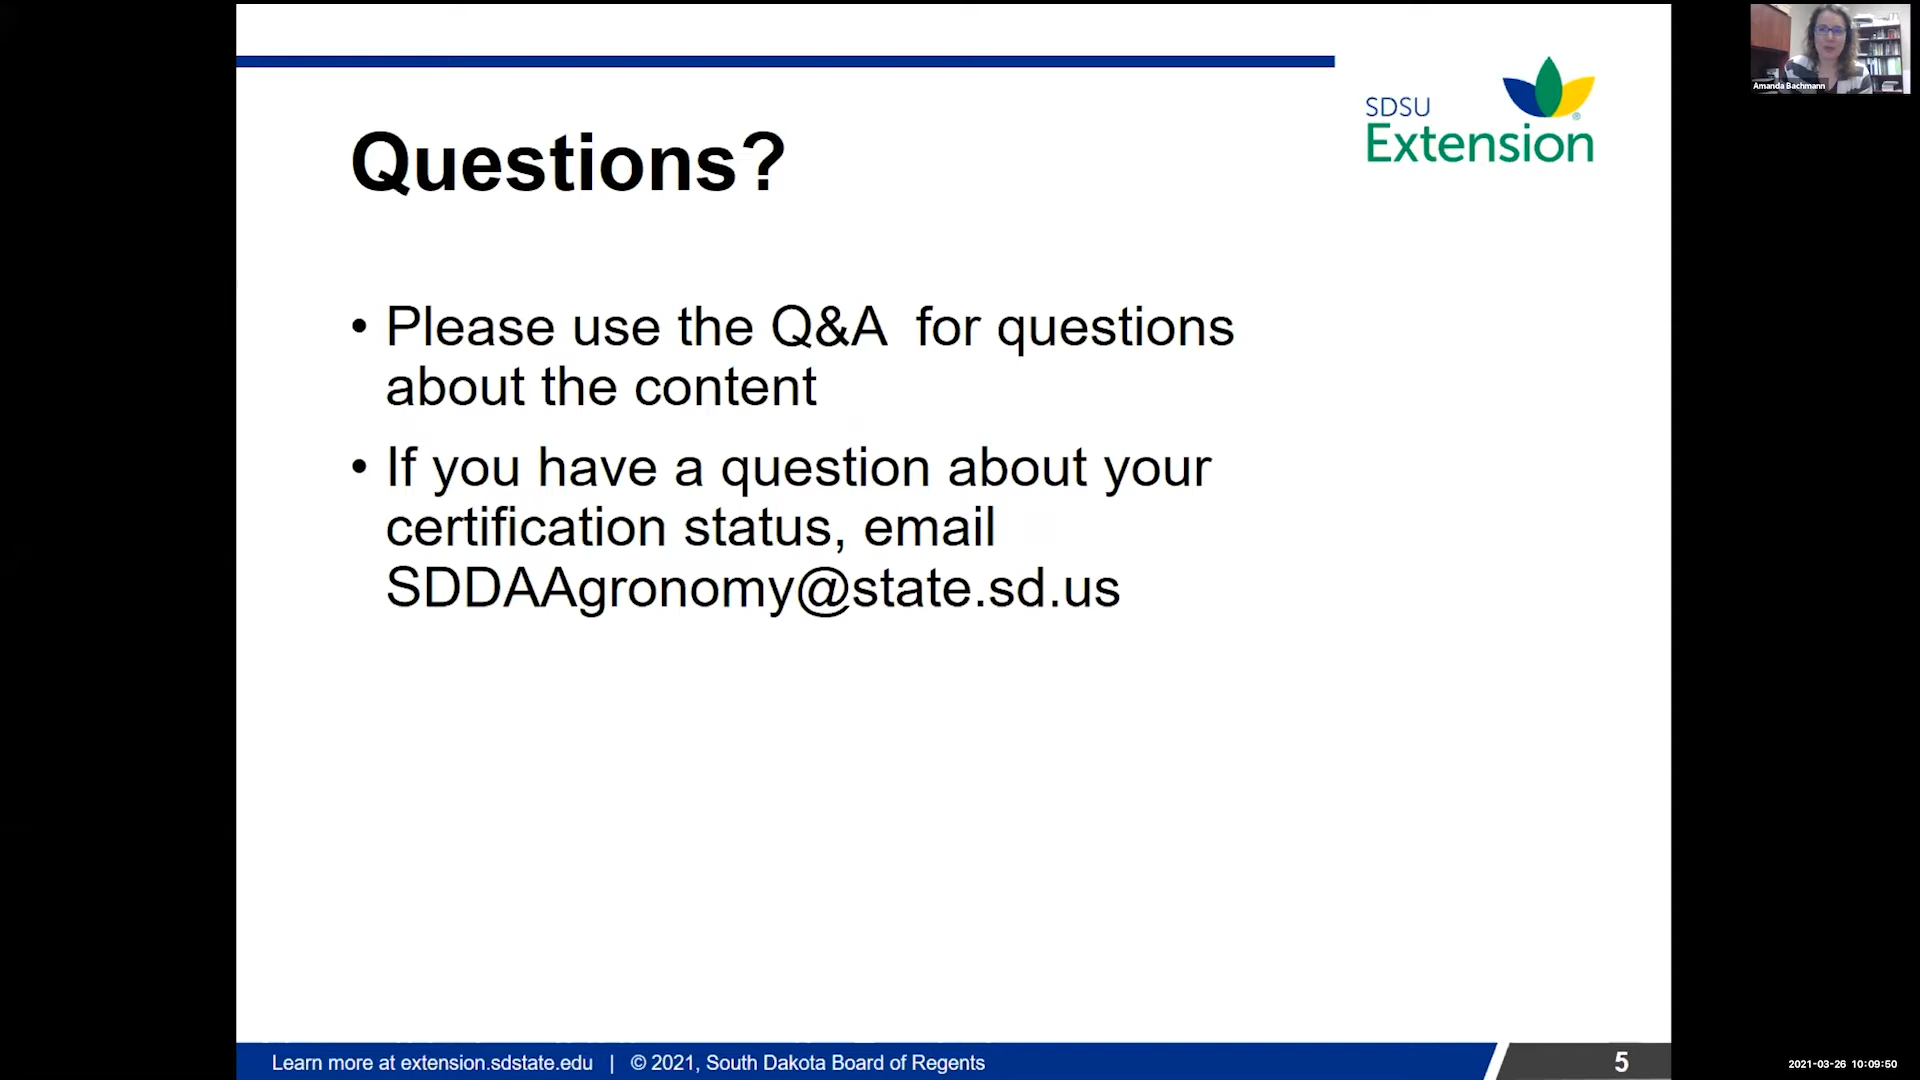 Amanda Bachmann
SDSU
Extension
®
Questions?
• Please use the Q&A  for questions
about the content
• If you have a question about your
certification status, email
SDDAAgronomy@state.sd.us
Learn more at extension.sdstate.edu | © 2021, South Dakota Board of Regents
5
2021-03-26 10:09:50